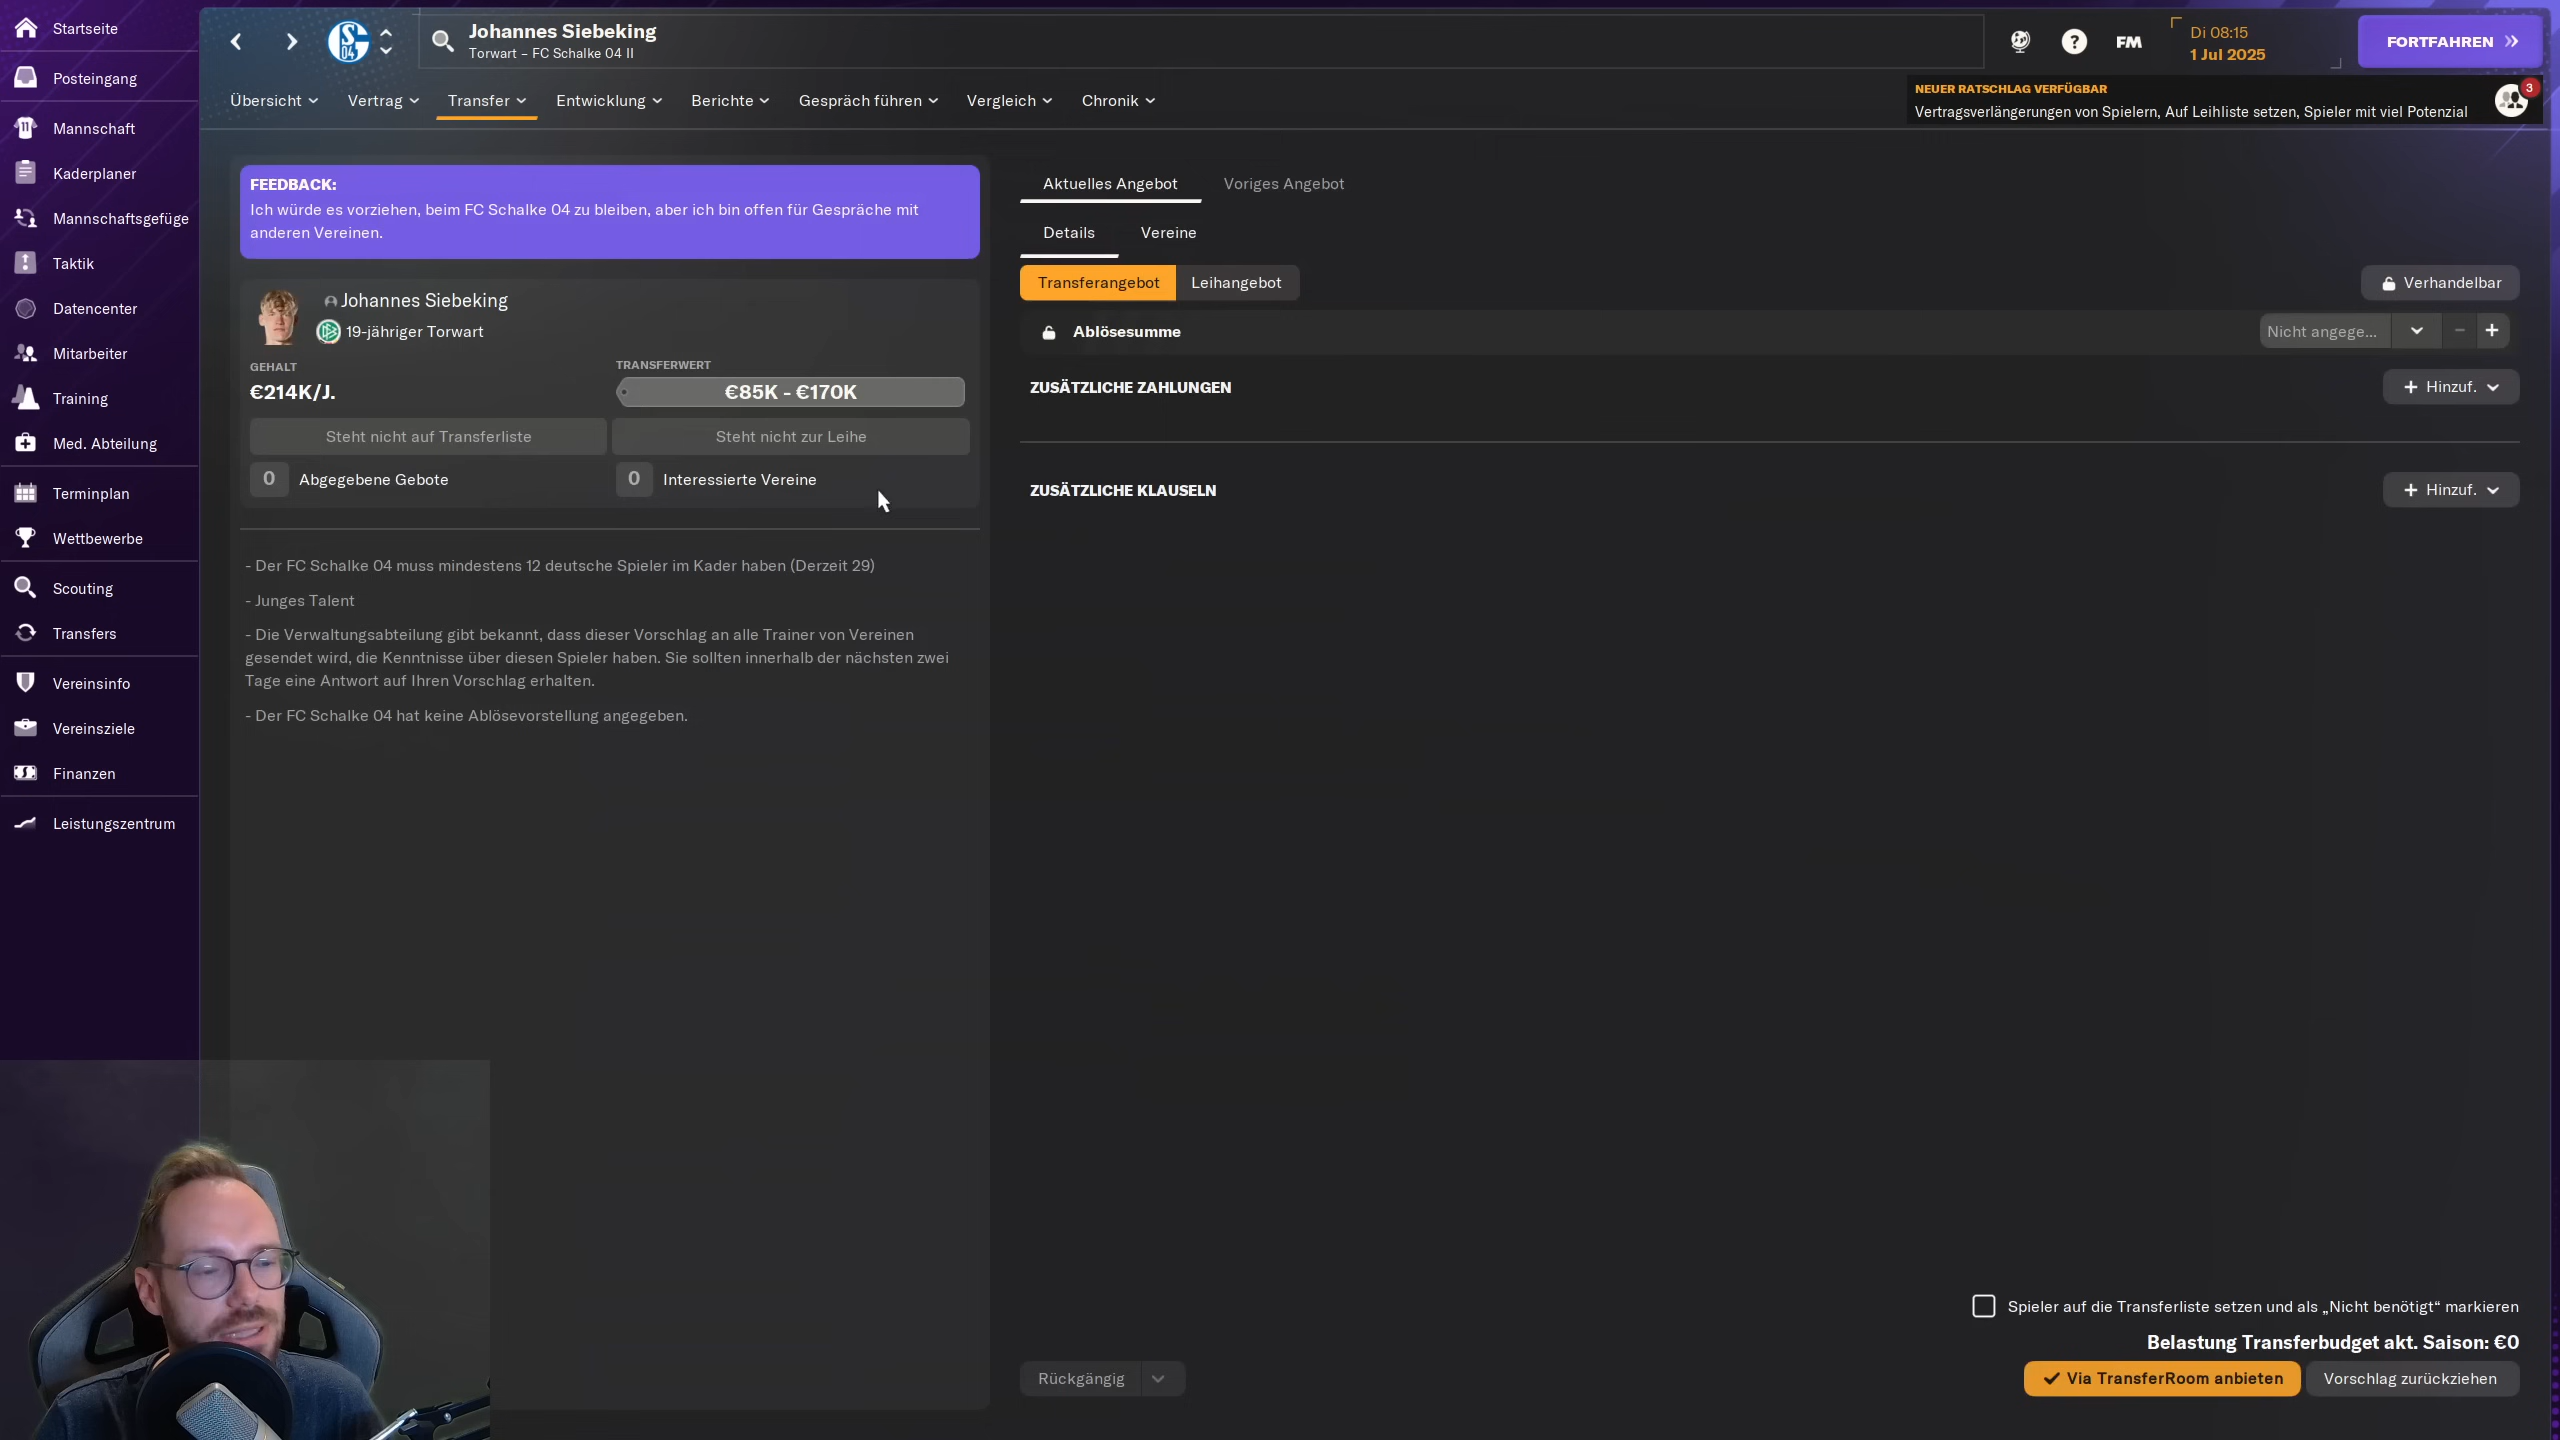 Startseite
Posteingang
Mannschaft
Kaderplaner
Mannschaftsgefüge
Taktik
Datencenter
Mitarbeiter
Training
Med. Abteilung
Terminplan
Wettbewerbe
Scouting
Transfers
Vereinsinfo
Vereinsziele
Finanzen
Leistungszentrum
Johannes Siebeking
Torwart – FC Schalke 04 II
FM
Di 08:15
1 Jul 2025
FORTFAHREN
Übersicht
Vertrag
Transfer
Entwicklung
Berichte
Gespräch führen
Vergleich
Chronik
NEUER RATSCHLAG VERFÜGBAR
Vertragsverlängerungen von Spielern, Auf Leihliste setzen, Spieler mit viel Potenzial
3
FEEDBACK:
Ich würde es vorziehen, beim FC Schalke 04 zu bleiben, aber ich bin offen für Gespräche mit
anderen Vereinen.
Johannes Siebeking
19-jähriger Torwart
GEHALT
€214K/J.
TRANSFERWERT
€85K - €170K
Steht nicht auf Transferliste
Steht nicht zur Leihe
0 Abgegebene Gebote
0 Interessierte Vereine
- Der FC Schalke 04 muss mindestens 12 deutsche Spieler im Kader haben (Derzeit 29)
- Junges Talent
- Die Verwaltungsabteilung gibt bekannt, dass dieser Vorschlag an alle Trainer von Vereinen
gesendet wird, die Kenntnisse über diesen Spieler haben. Sie sollten innerhalb der nächsten zwei
Tage eine Antwort auf Ihren Vorschlag erhalten.
- Der FC Schalke 04 hat keine Ablösevorstellung angegeben.
Aktuelles Angebot
Voriges Angebot
Details
Vereine
Transferangebot
Leihangebot
Verhandelbar
Ablösesumme
Nicht angege...
ZUSÄTZLICHE ZAHLUNGEN
+ Hinzuf.
ZUSÄTZLICHE KLAUSELN
+ Hinzuf.
Spieler auf die Transferliste setzen und als „Nicht benötigt“ markieren
Belastung Transferbudget akt. Saison: €0
Rückgängig
Via TransferRoom anbieten
Vorschlag zurückziehen